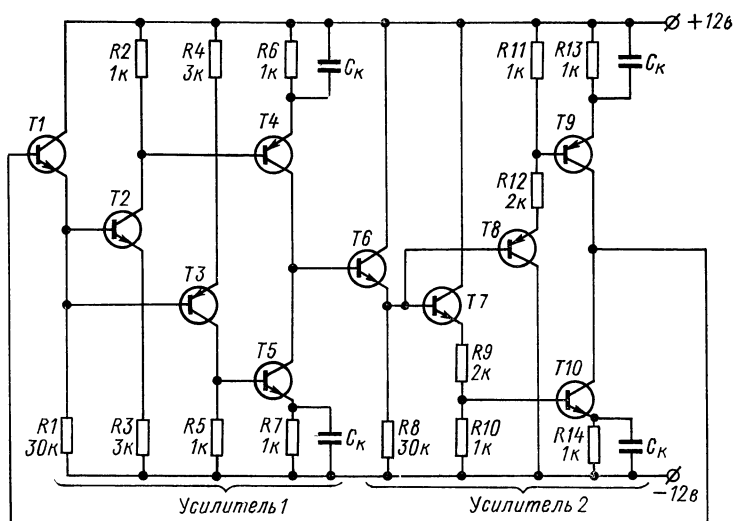 +12в
R2
1к
R4
3к
R6
1к
Cк
R11
1к
R13
1к
Cк
T1
T4
T9
R12
2к
T2
T8
T6
T3
T7
R9
2к
T5
T10
R1
30к
R3
3к
R5
1к
R7
1к
Cк
R8
30к
R10
1к
R14
1к
Cк
-12в
Усилитель 1
Усилитель 2